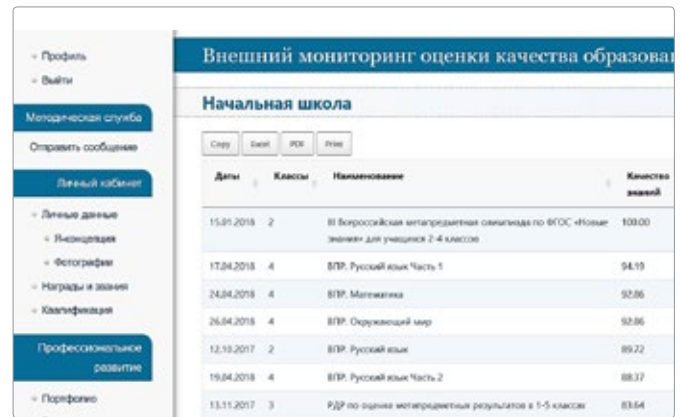 Профиль
Выйти
Методическая служба
Отправить сообщение
Личный кабинет
Личные данные
Я-концепция
Фотографии
Награды и звания
Квалификация
Профессиональное
развитие
Портфолио
Внешний мониторинг оценки качества образова
Начальная школа
Copy Excel PDF Print
Даты Классы Наименование Качество
знаний
15.01.2018 2 III Всероссийская метапредметная олимпиада по ФГОС «Новые 100.00
знания» для учащихся 2-4 классов
17.04.2018 4 ВПР. Русский язык Часть 1 94.19
24.04.2018 4 ВПР. Математика 92.86
26.04.2018 4 ВПР. Окружающий мир 92.86
12.10.2017 2 ВПР. Русский язык 89.72
19.04.2018 4 ВПР. Русский язык Часть 2 88.37
13.11.2017 3 РДР по оценке метапредметных результатов в 1-5 классах 83.64